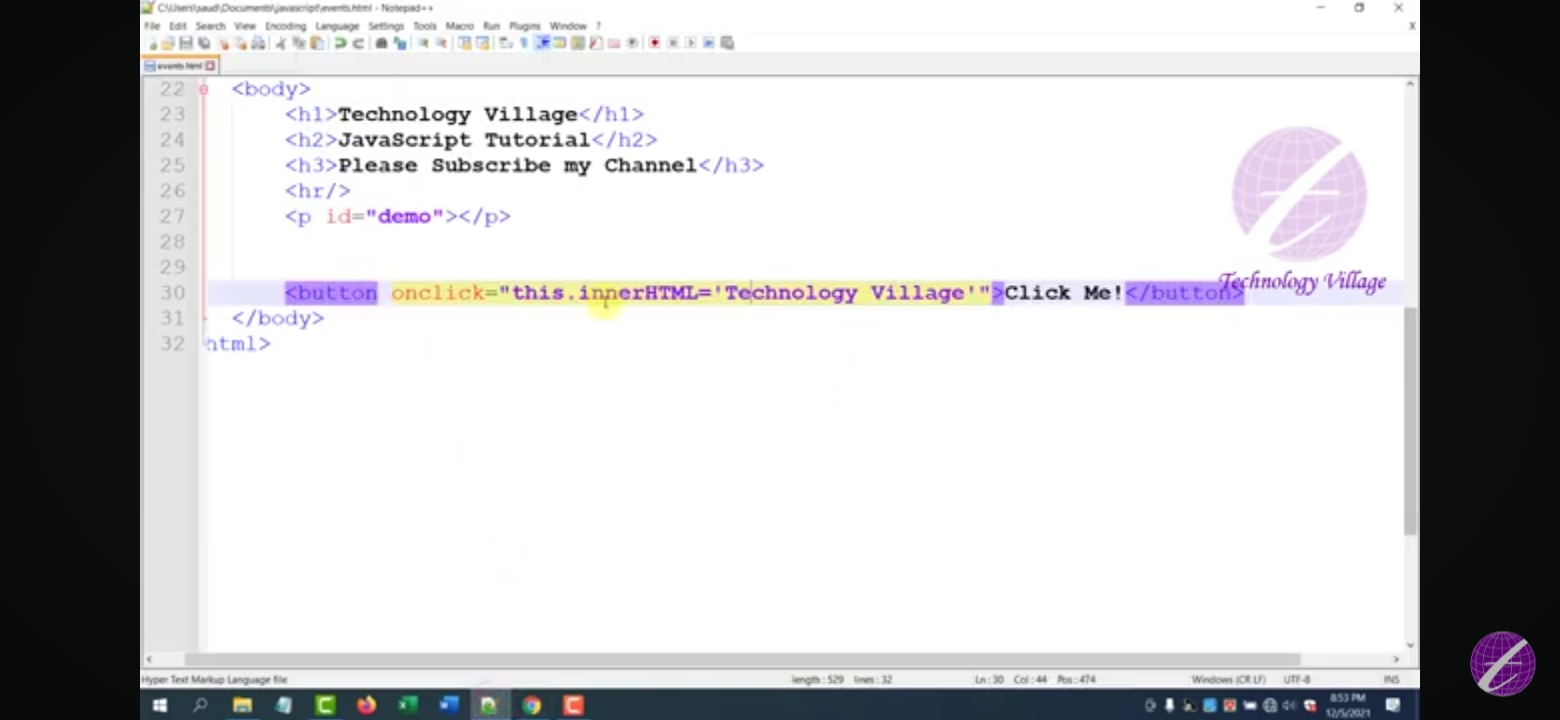 C:\Users\saud\Documents\javascript\events.html - Notepad++
File Edit Search View Encoding Language Settings Tools Macro Run Plugins Window ?
events.html
22 <body>
23 <h1>Technology Village</h1>
24 <h2>JavaScript Tutorial</h2>
25 <h3>Please Subscribe my Channel</h3>
26 <hr/>
27 <p id="demo"></p>
28
29
30 <button onclick="this.innerHTML='Technology Village'">Click Me!</button>
Technology Village
31 </body>
32 html>
Hyper Text Markup Language file length : 529 lines : 32 Ln : 30 Col : 44 Pos : 474 Windows (CR LF) UTF-8 INS
8:53 PM
12/5/2021